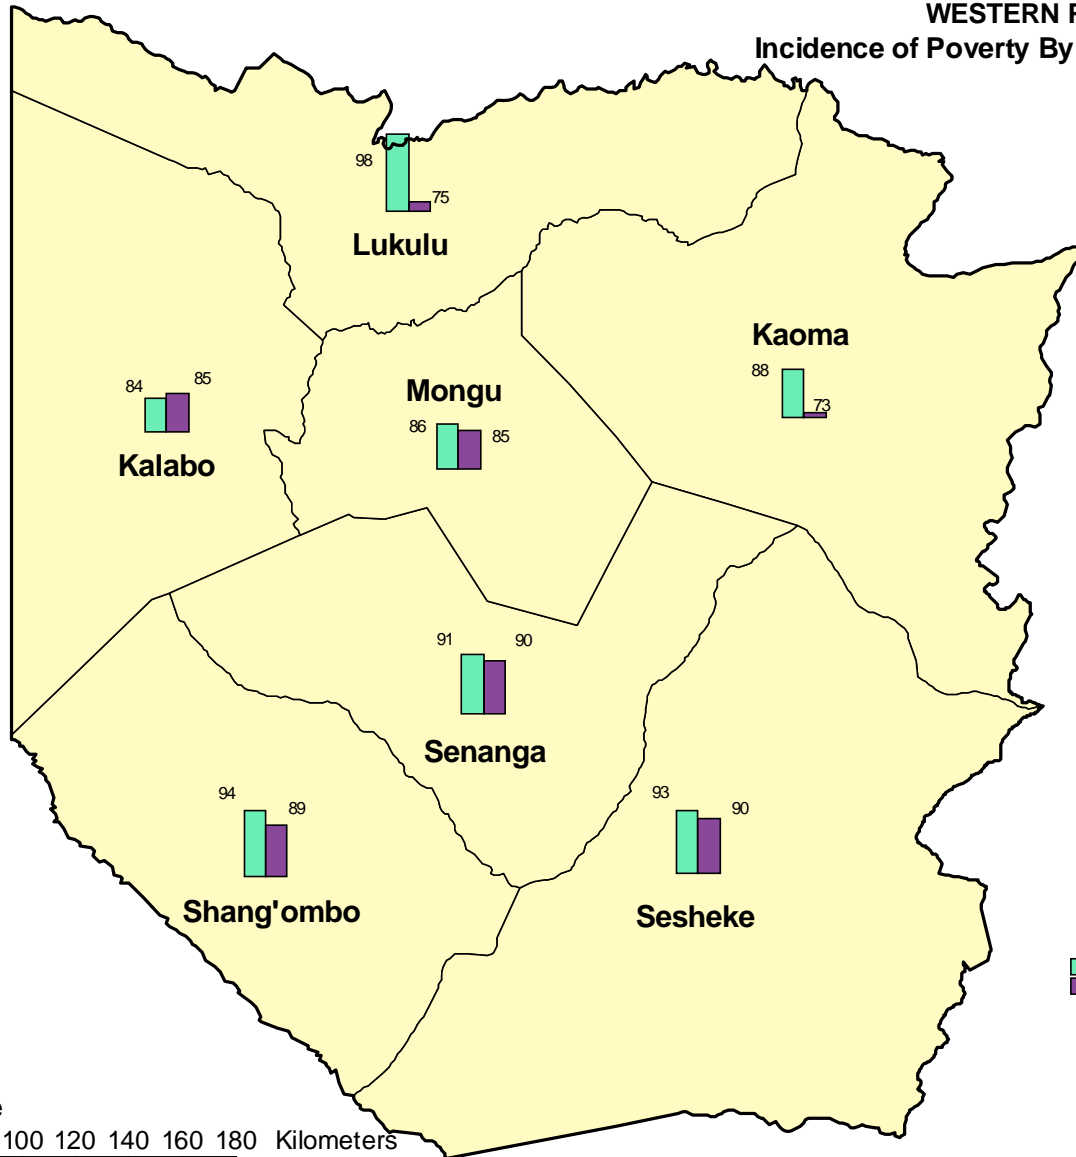 WESTERN
Incidence of Poverty By
98
75
Lukulu
Kaoma
88
73
Mongu
86
85
84
85
Kalabo
91
90
Senanga
94
89
Shang'ombo
93
90
Sesheke
100 120 140 160 180 Kilometers